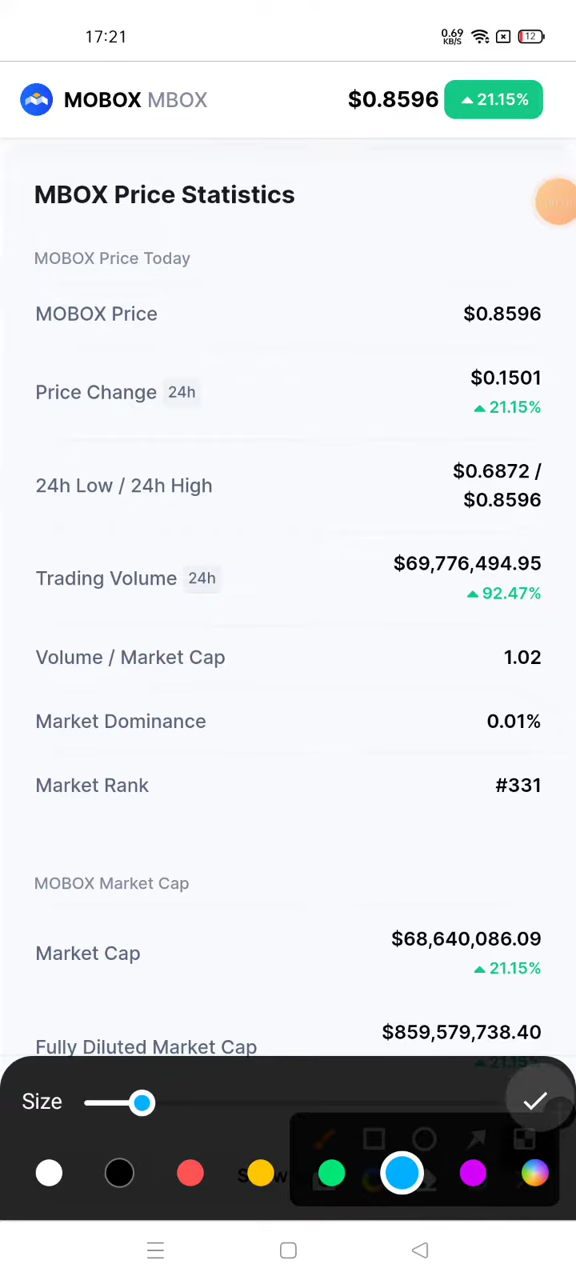 17:21
0.69
KB/S
12
MOBOX MBOX
$0.8596
21.15%
MBOX Price Statistics
MOBOX Price Today
MOBOX Price
$0.8596
Price Change 24h
$0.1501
21.15%
24h Low / 24h High
$0.6872 /
$0.8596
Trading Volume 24h
$69,776,494.95
92.47%
Volume / Market Cap
1.02
Market Dominance
0.01%
Market Rank
#331
MOBOX Market Cap
Market Cap
$68,640,086.09
21.15%
Fully Diluted Market Cap
$859,579,738.40
21.15%
Size